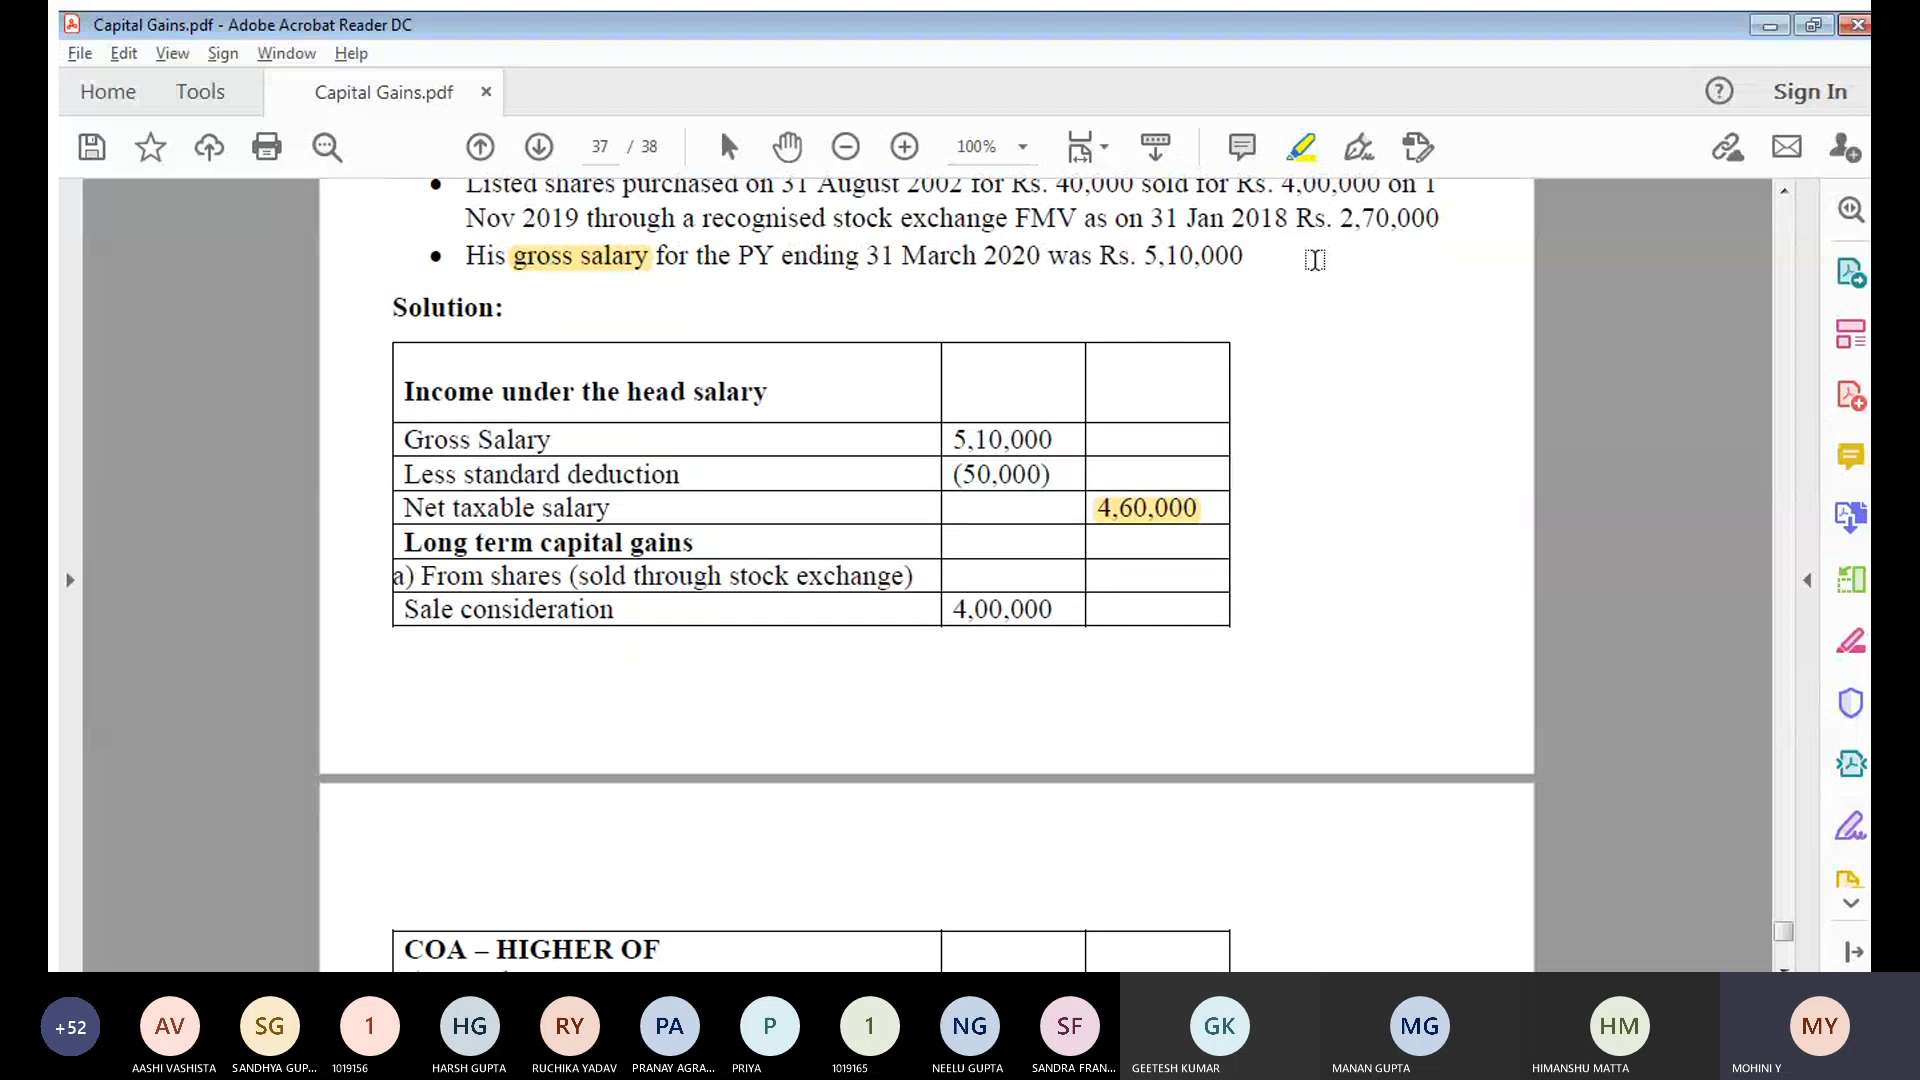 Capital Gains.pdf - Adobe Acrobat Reader DC
File Edit View Sign Window Help
Home Tools Capital Gains.pdf × ? Sign In
37 / 38 100%
• Listed shares purchased on 31 August 2002 for Rs. 40,000 sold for Rs. 4,00,000 on 1
Nov 2019 through a recognised stock exchange FMV as on 31 Jan 2018 Rs. 2,70,000
• His gross salary for the PY ending 31 March 2020 was Rs. 5,10,000
Solution:
Income under the head salary
Gross Salary 5,10,000
Less standard deduction (50,000)
Net taxable salary 4,60,000
Long term capital gains
a) From shares (sold through stock exchange)
Sale consideration 4,00,000
COA – HIGHER OF
+52 AV SG 1 HG RY PA P 1 NG SF GK MG HM MY
AASHI VASHISTA SANDHYA GUP... 1019156 HARSH GUPTA RUCHIKA YADAV PRANAY AGRA... PRIYA 1019165 NEELU GUPTA SANDRA FRAN... GEETESH KUMAR MANAN GUPTA HIMANSHU MATTA MOHINI Y